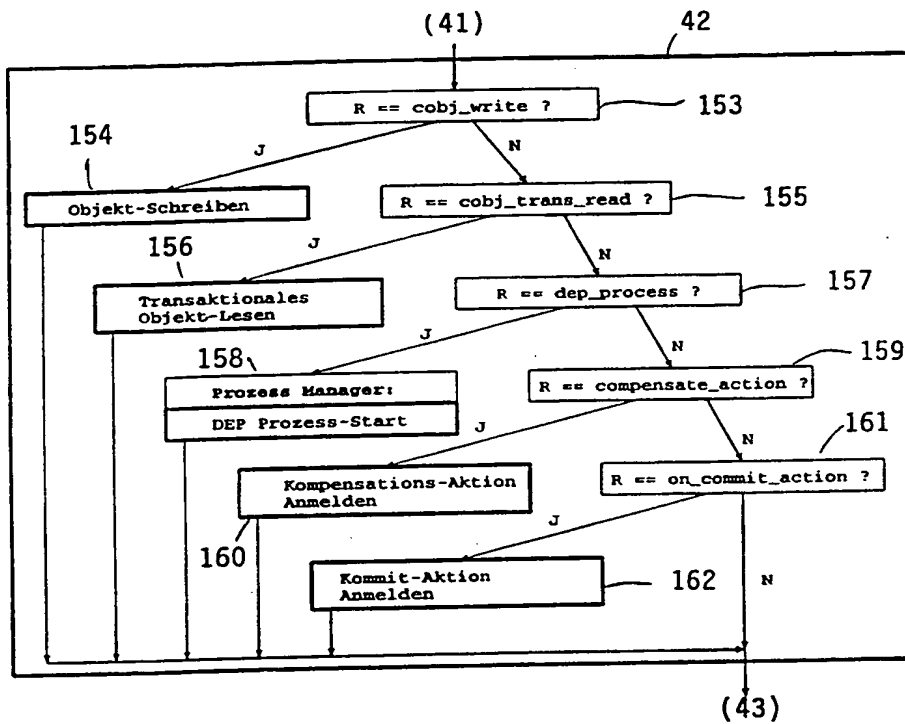 (41)
42
R == cobj_write ?
153
154
J
N
Objekt-Schreiben
R == cobj_trans_read ?
155
156
J
N
Transaktionales
Objekt-Lesen
R == dep_process ?
157
158
J
N
159
Prozess Manager:
DEP Prozess-Start
R == compensate_action ?
J
N
161
Kompensations-Aktion
Anmelden
R == on_commit_action ?
160
J
N
Kommit-Aktion
Anmelden
162
(43)